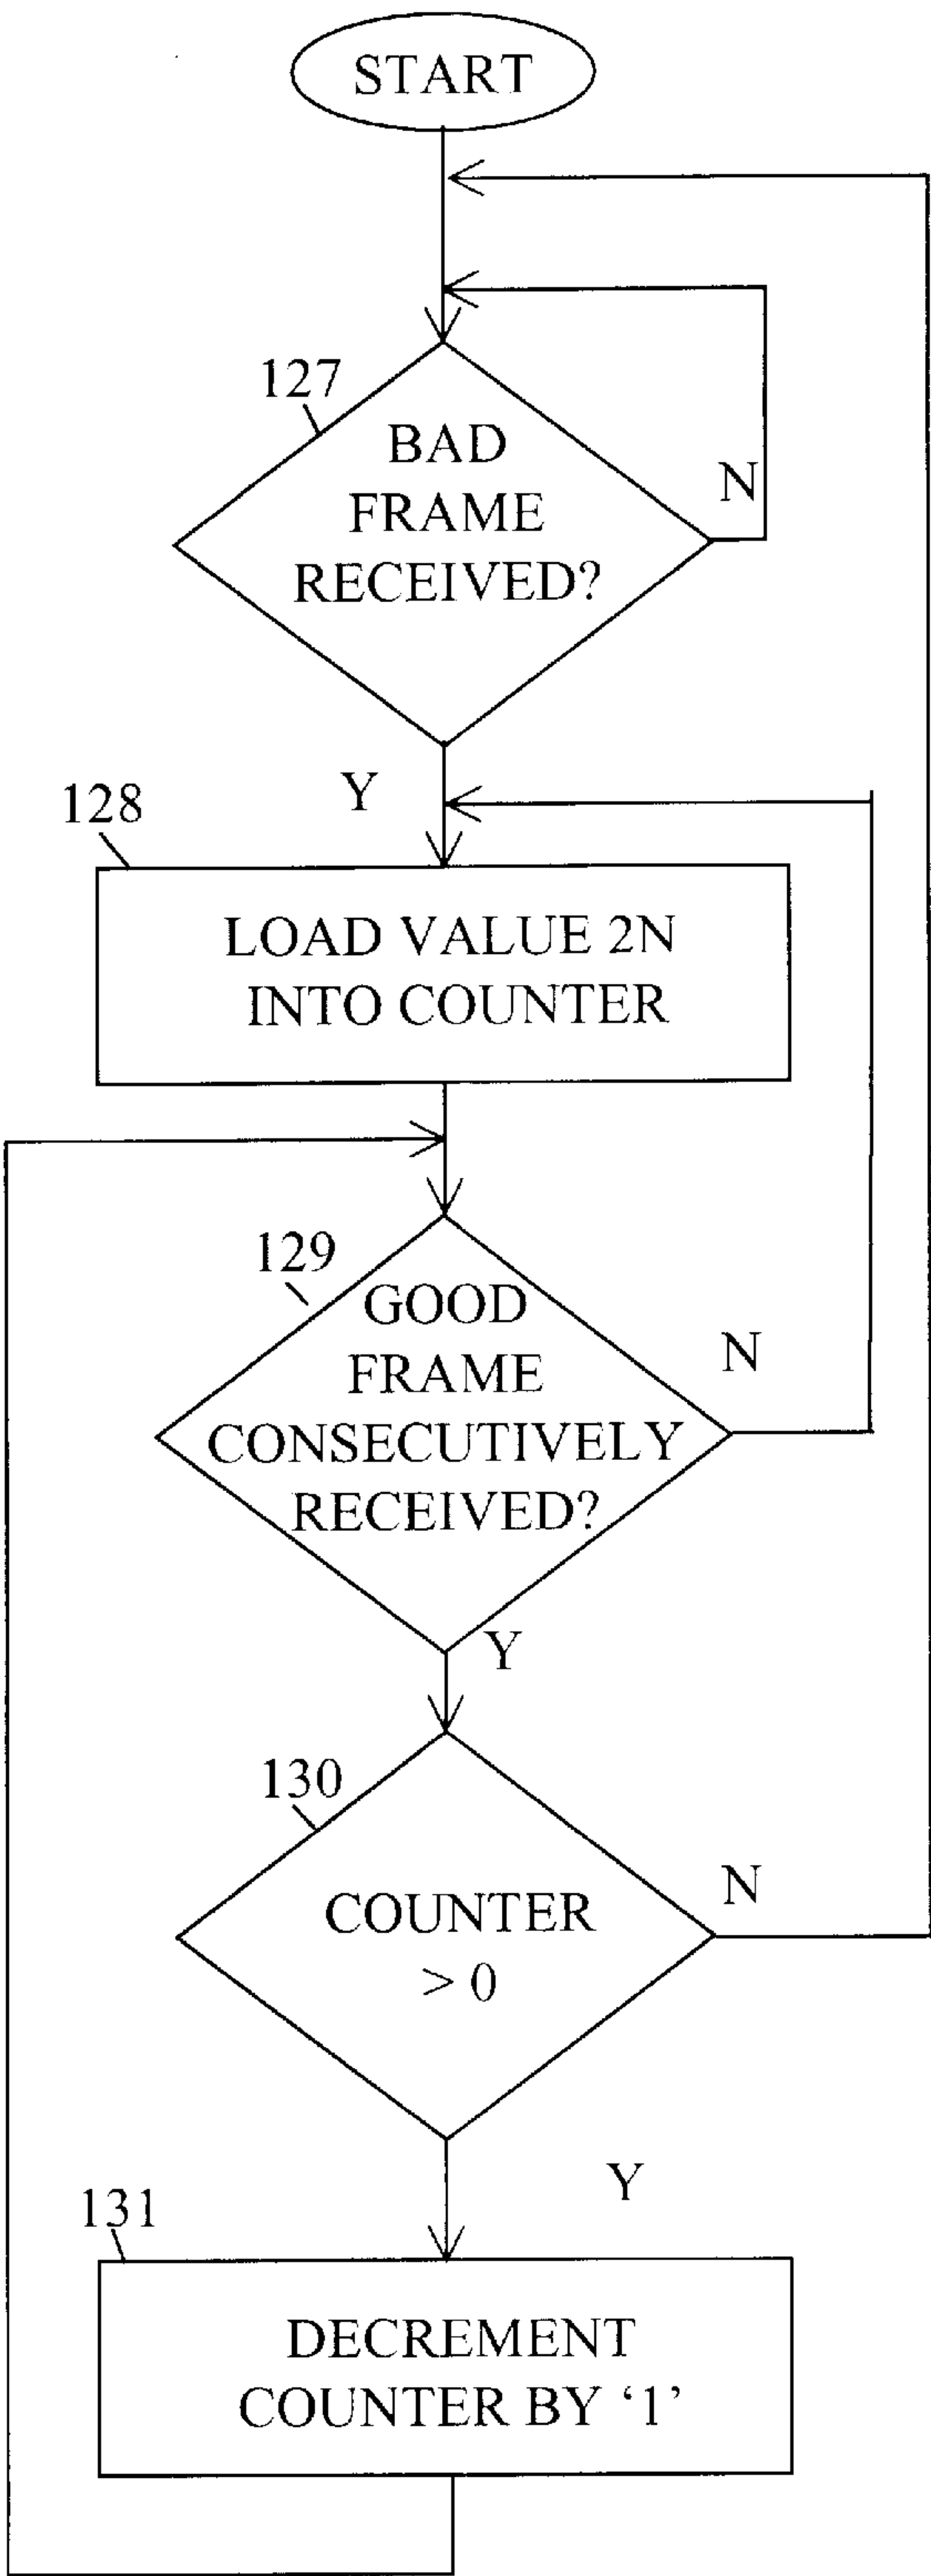 START
127
BAD
FRAME
RECEIVED?
N
Y
128
LOAD VALUE 2N
INTO COUNTER
129
GOOD
FRAME
CONSECUTIVELY
RECEIVED?
N
Y
130
COUNTER
> 0
N
Y
131
DECREMENT
COUNTER BY ‘1’